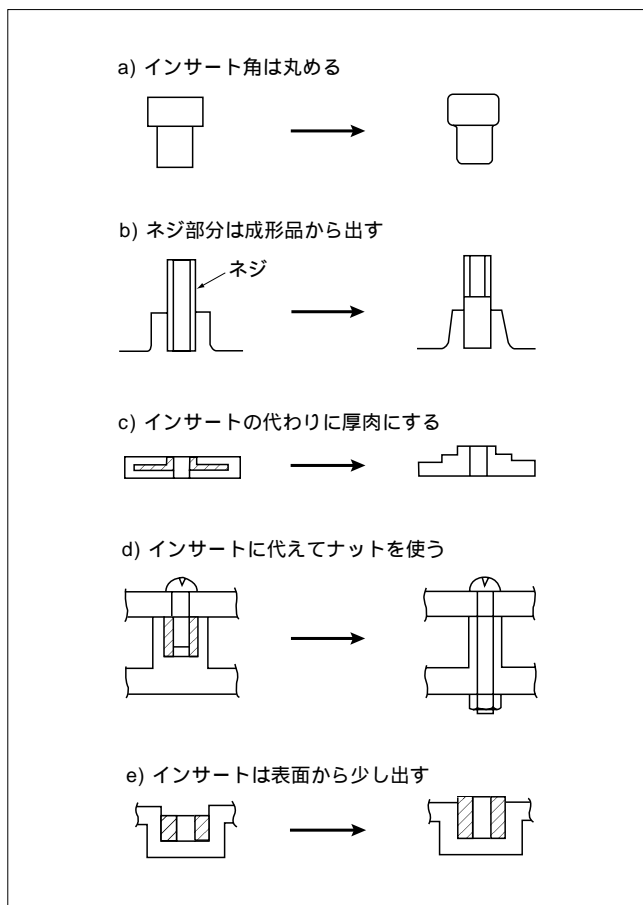 a) インサート角は丸める
b) ネジ部分は成形品から出す
ネジ
c) インサートの代わりに厚肉にする
d) インサートに代えてナットを使う
e) インサートは表面から少し出す